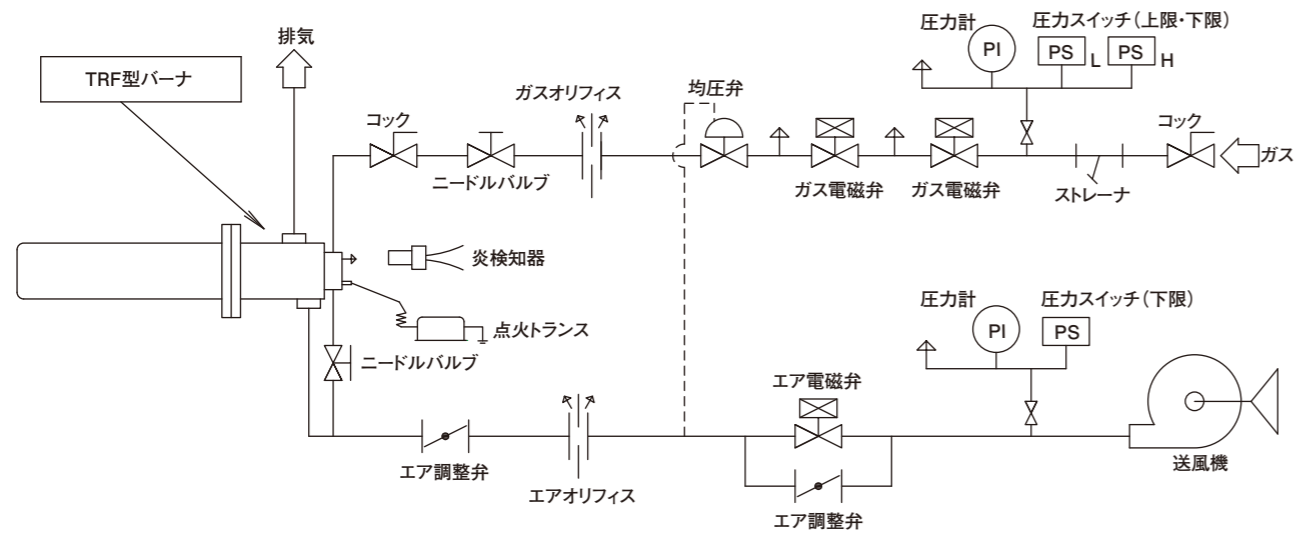 排気
TRF型バーナ
コック
ニードルバルブ
ガスオリフィス
均圧弁
ガス電磁弁
ガス電磁弁
圧力計
PI
圧力スイッチ（上限・下限）
PS
L
PS
H
ストレーナ
コック
ガス
炎検知器
点火トランス
ニードルバルブ
エア調整弁
エアオリフィス
エア電磁弁
エア調整弁
圧力計
PI
圧力スイッチ（下限）
PS
送風機